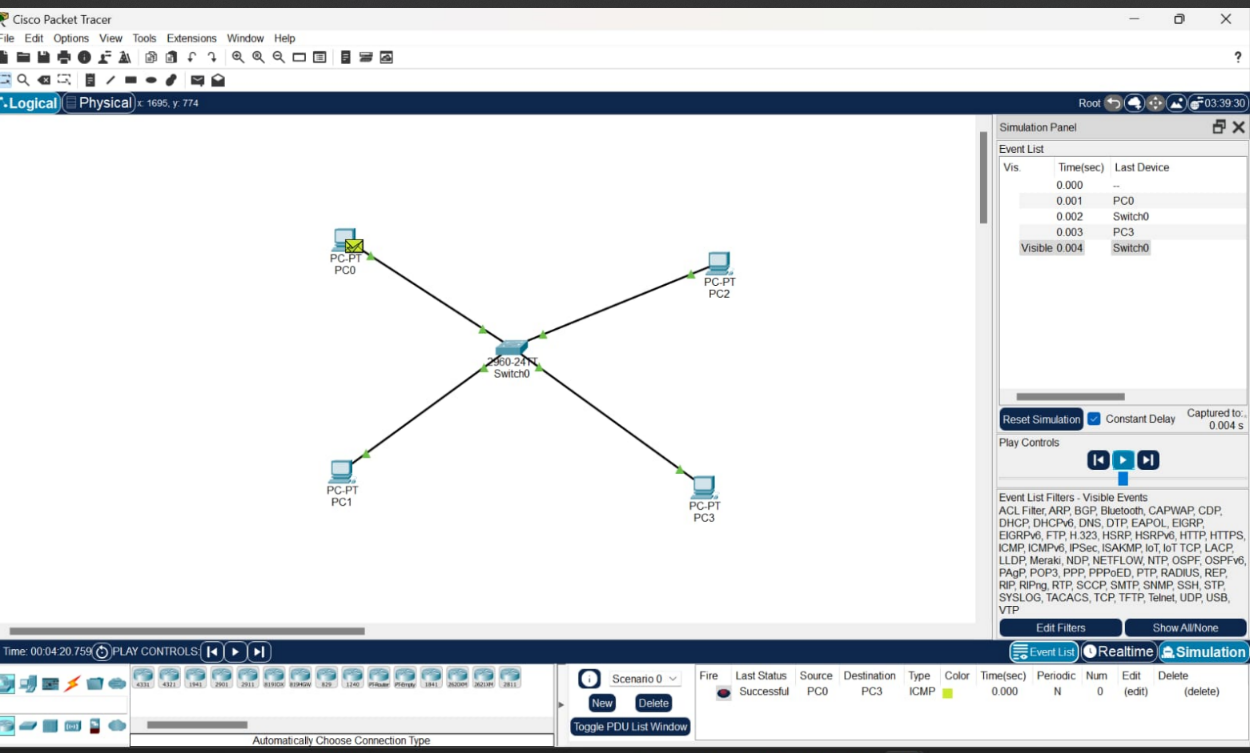 Cisco Packet Tracer
File Edit Options View Tools Extensions Window Help
?
Logical Physical x: 1695, y: 774
Root 03:39:30
Simulation Panel
Event List
Vis. Time(sec) Last Device
0.000 --
0.001 PC0
0.002 Switch0
0.003 PC3
Visible 0.004 Switch0
PC-PT
PC0
PC-PT
PC2
2960-24TT
Switch0
PC-PT
PC1
PC-PT
PC3
Reset Simulation Constant Delay Captured to:
0.004 s
Play Controls
Event List Filters - Visible Events
ACL Filter, ARP, BGP, Bluetooth, CAPWAP, CDP,
DHCP, DHCPv6, DNS, DTP, EAPOL, EIGRP,
EIGRPv6, FTP, H.323, HSRP, HSRPv6, HTTP, HTTPS,
ICMP, ICMPv6, IPSec, ISAKMP, IoT, IoT TCP, LACP,
LLDP, Meraki, NDP, NETFLOW, NTP, OSPF, OSPFv6,
PAgP, POP3, PPP, PPPoED, PTP, RADIUS, REP,
RIP, RIPng, RTP, SCCP, SMTP, SNMP, SSH, STP,
SYSLOG, TACACS, TCP, TFTP, Telnet, UDP, USB,
VTP
Edit Filters Show All/None
Time: 00:04:20.759 PLAY CONTROLS:
Event List Realtime Simulation
4331 4321 1941 2901 2911 819IOX 819HGW 829 1240 PT-Router PT-Empty 1841 2620XM 2621XM 2811
Automatically Choose Connection Type
Scenario 0
New Delete
Toggle PDU List Window
Fire Last Status Source Destination Type Color Time(sec) Periodic Num Edit Delete
Successful PC0 PC3 ICMP 0.000 N 0 (edit) (delete)